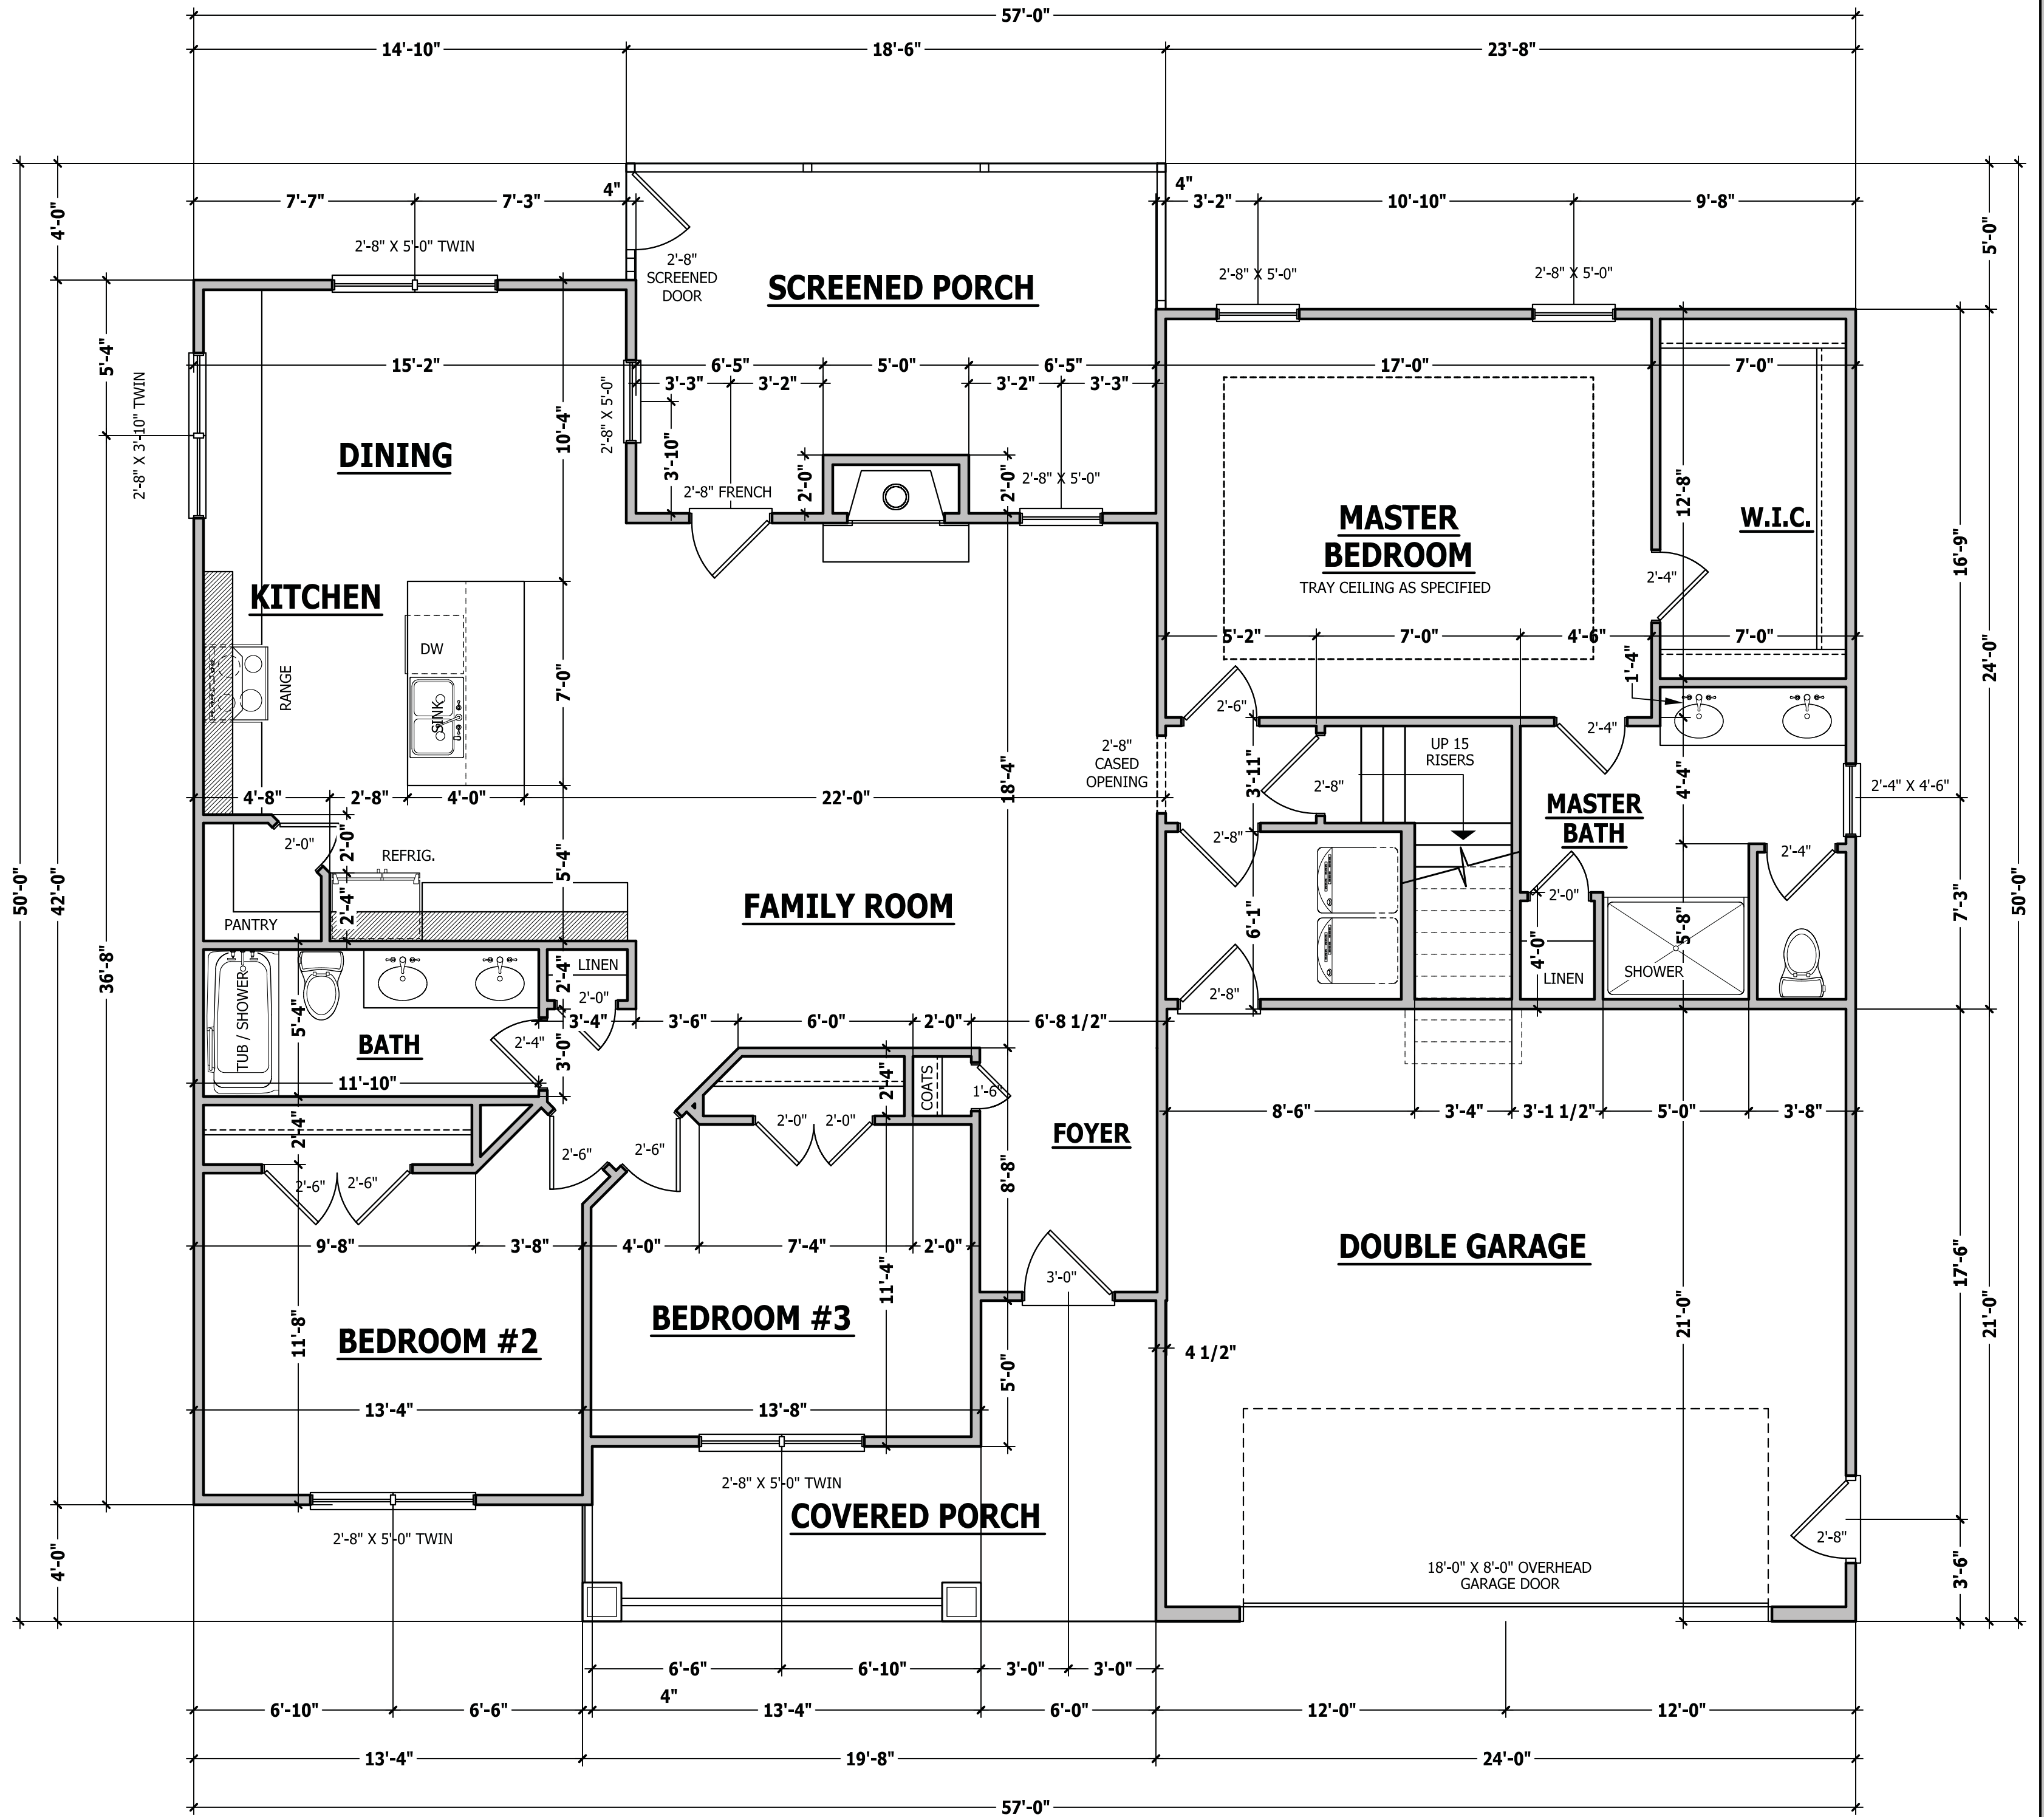 57'-0"
14'-10"
18'-6"
23'-8"
4"
4"
7'-7"
7'-3"
3'-2"
10'-10"
9'-8"
4'-0"
5'-0"
2'-8" X 5'-0" TWIN
2'-8"
SCREENED
DOOR
SCREENED PORCH
2'-8" X 5'-0"
2'-8" X 5'-0"
5'-4"
2'-8" X 3'-10" TWIN
15'-2"
10'-4"
2'-8" X 5'-0"
6'-5"
5'-0"
6'-5"
17'-0"
7'-0"
3'-3"
3'-2"
3'-2"
3'-3"
3'-10"
DINING
2'-8" FRENCH
2'-0"
2'-0"
2'-8" X 5'-0"
12'-8"
MASTER
BEDROOM
TRAY CEILING AS SPECIFIED
W.I.C.
16'-9"
2'-4"
KITCHEN
DW
RANGE
SINK
7'-0"
5'-2"
7'-0"
4'-6"
7'-0"
1'-4"
24'-0"
2'-6"
2'-4"
2'-8"
CASED
OPENING
UP 15
RISERS
3'-11"
2'-8"
18'-4"
4'-4"
2'-4" X 4'-6"
4'-8"
2'-8"
4'-0"
22'-0"
MASTER
BATH
2'-0"
2'-0"
REFRIG.
5'-4"
2'-8"
2'-4"
50'-0"
42'-0"
50'-0"
2'-4"
PANTRY
FAMILY ROOM
6'-1"
2'-0"
5'-8"
7'-3"
4'-0"
36'-8"
LINEN
2'-4"
2'-0"
LINEN
SHOWER
2'-8"
TUB / SHOWER
5'-4"
BATH
2'-4"
3'-4"
3'-6"
6'-0"
2'-0"
6'-8 1/2"
3'-0"
11'-10"
2'-4"
COATS
1'-6"
8'-6"
3'-4"
3'-1 1/2"
5'-0"
3'-8"
2'-4"
2'-0"
2'-0"
FOYER
2'-6"
2'-6"
8'-8"
2'-6"
2'-6"
9'-8"
3'-8"
4'-0"
7'-4"
2'-0"
DOUBLE GARAGE
11'-4"
3'-0"
17'-6"
BEDROOM #2
BEDROOM #3
11'-8"
21'-0"
21'-0"
4 1/2"
5'-0"
13'-4"
13'-8"
2'-8" X 5'-0" TWIN
COVERED PORCH
2'-8" X 5'-0" TWIN
2'-8"
4'-0"
18'-0" X 8'-0" OVERHEAD
GARAGE DOOR
3'-6"
6'-6"
6'-10"
3'-0"
3'-0"
4"
6'-10"
6'-6"
13'-4"
6'-0"
12'-0"
12'-0"
13'-4"
19'-8"
24'-0"
57'-0"